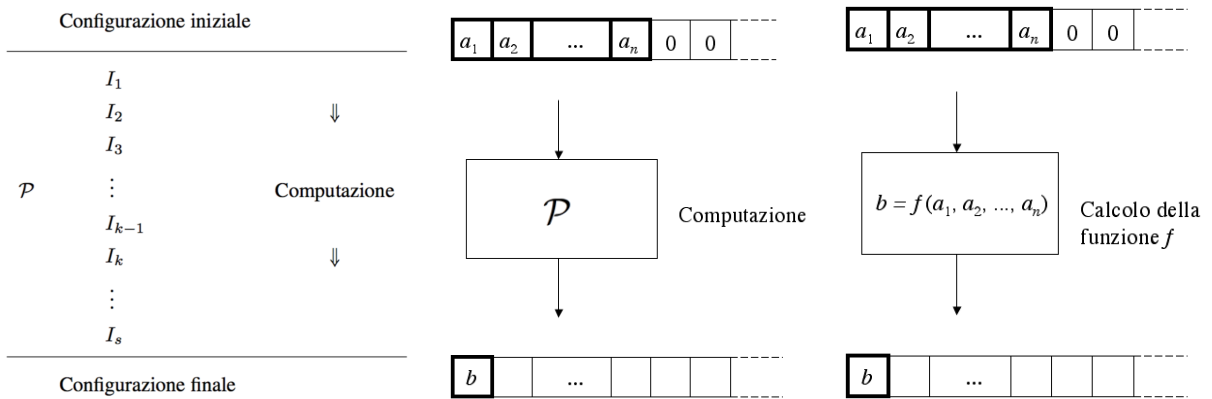 Configurazione iniziale
I₁
I₂ ⇓
I₃
𝒫 ⋮ Computazione
Iₖ₋₁
Iₖ ⇓
⋮
Iₛ
Configurazione finale
a₁ a₂ ... aₙ 0 0
𝒫
Computazione
b ...
a₁ a₂ ... aₙ 0 0
b = f(a₁, a₂, ..., aₙ)
Calcolo della
funzione f
b ...